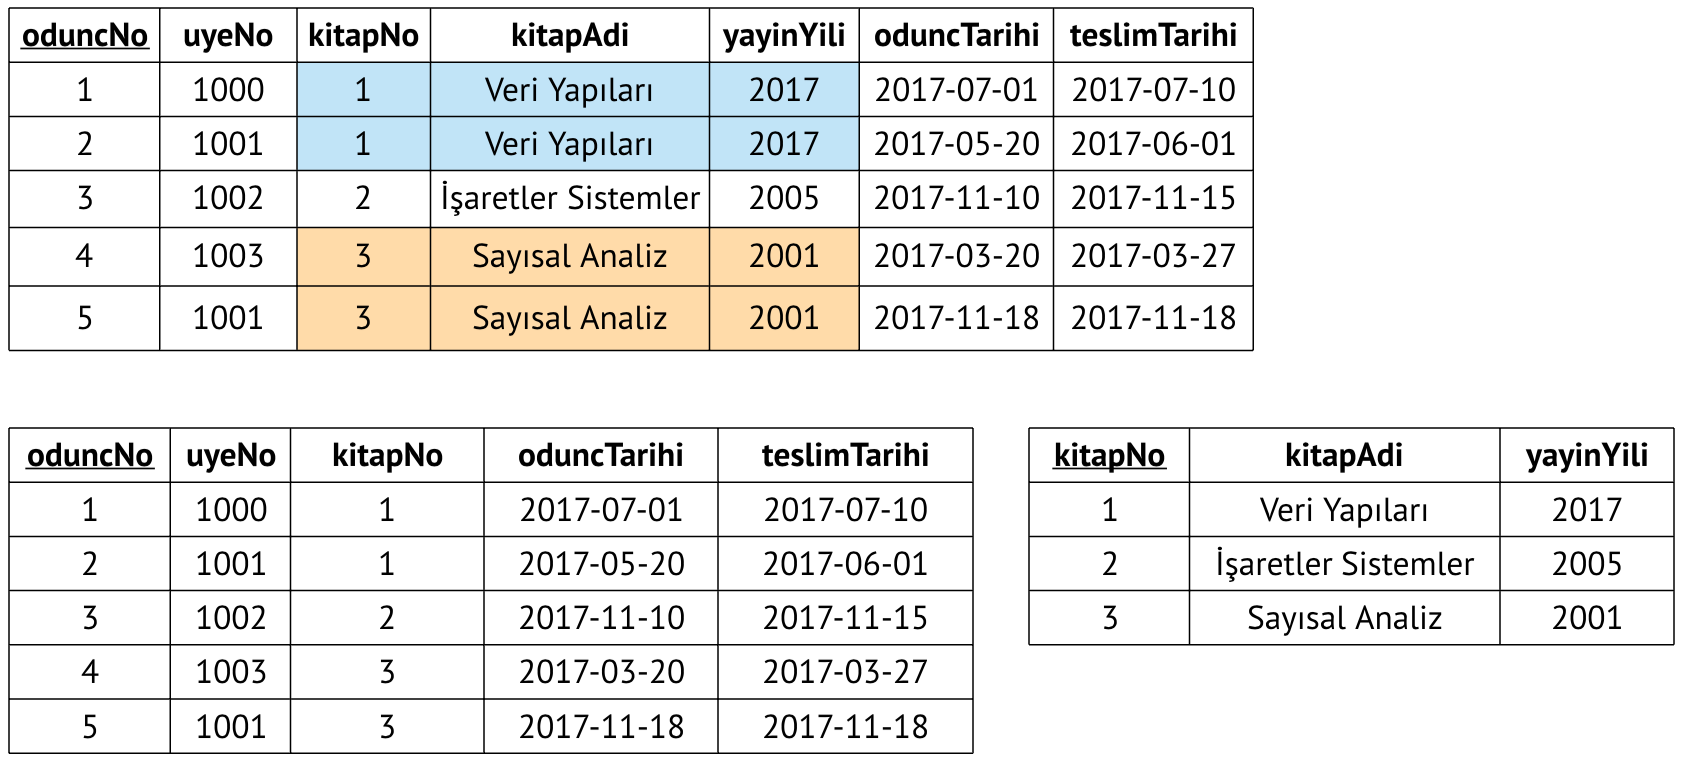 oduncNo uyeNo kitapNo kitapAdi yayinYili oduncTarihi teslimTarihi
1 1000 1 Veri Yapıları 2017 2017-07-01 2017-07-10
2 1001 1 Veri Yapıları 2017 2017-05-20 2017-06-01
3 1002 2 İşaretler Sistemler 2005 2017-11-10 2017-11-15
4 1003 3 Sayısal Analiz 2001 2017-03-20 2017-03-27
5 1001 3 Sayısal Analiz 2001 2017-11-18 2017-11-18
oduncNo uyeNo kitapNo oduncTarihi teslimTarihi
1 1000 1 2017-07-01 2017-07-10
2 1001 1 2017-05-20 2017-06-01
3 1002 2 2017-11-10 2017-11-15
4 1003 3 2017-03-20 2017-03-27
5 1001 3 2017-11-18 2017-11-18
kitapNo kitapAdi yayinYili
1 Veri Yapıları 2017
2 İşaretler Sistemler 2005
3 Sayısal Analiz 2001